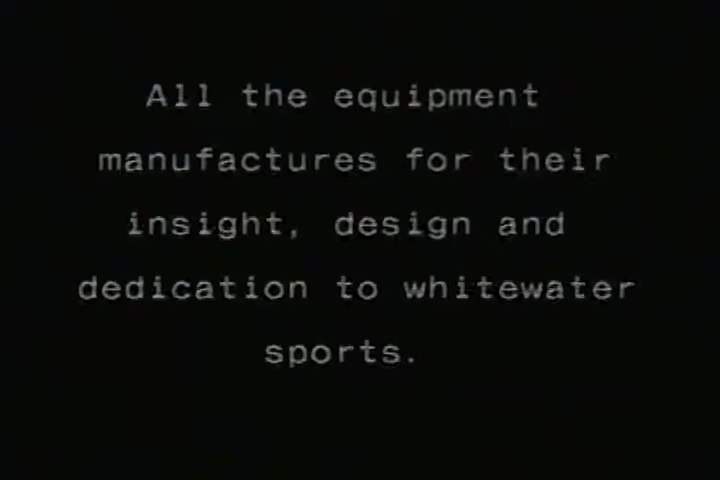 All the equipment
manufactures for their
insight, design and
dedication to whitewater
sports.